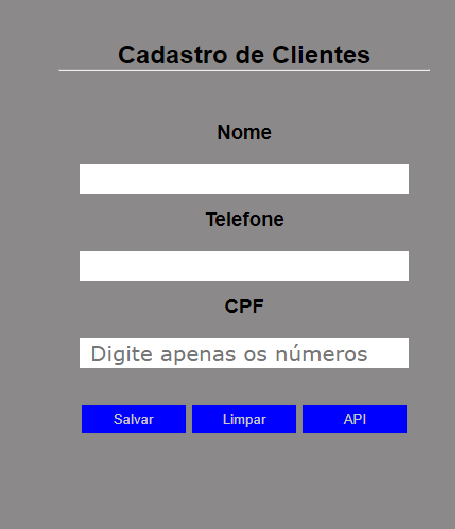 Cadastro de Clientes
Nome
Telefone
CPF
Digite apenas os números
Salvar Limpar API